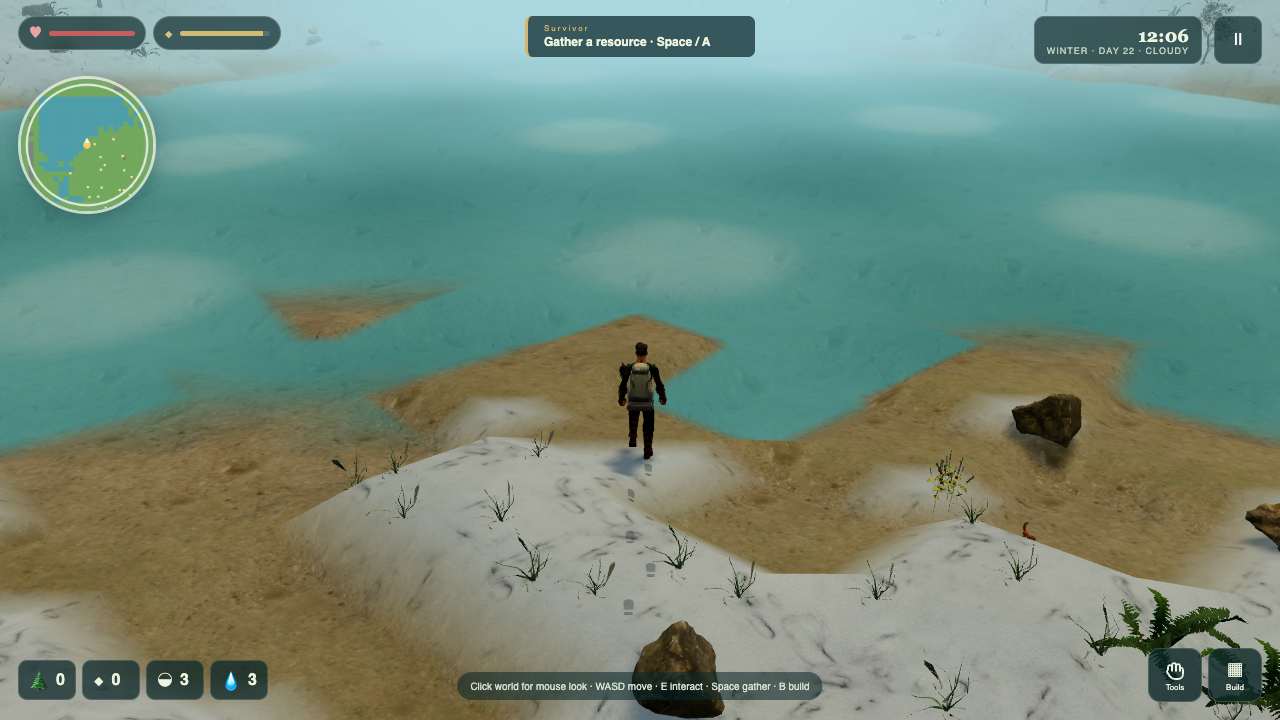 Survivor
Gather a resource · Space / A
12:06
WINTER · DAY 22 · CLOUDY
0
0
3
3
Click world for mouse look · WASD move · E interact · Space gather · B build
Tools
Build